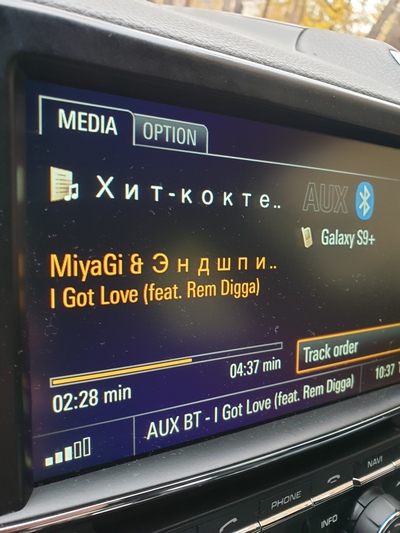 MEDIA
OPTION
Хит-кокте..
AUX
Galaxy S9+
MiyaGi & Эндшпи..
I Got Love (feat. Rem Digga)
02:28 min
04:37 min
Track order
AUX BT - I Got Love (feat. Rem Digga)
10:37
PHONE
NAVI
INFO